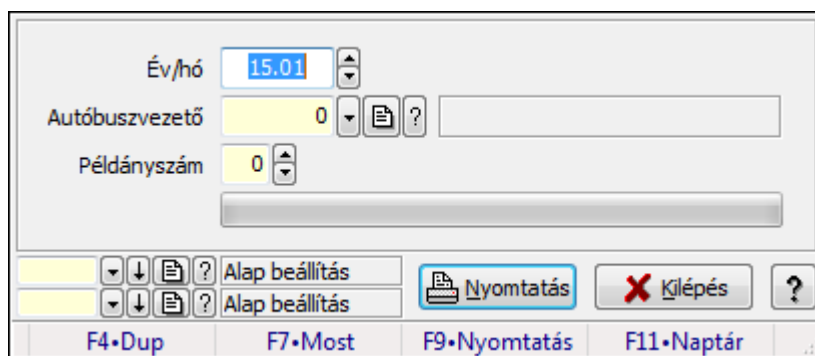 Év/hó 15.01
Autóbuszvezető 0 ?
Példányszám 0
? Alap beállítás
? Alap beállítás
Nyomtatás Kilépés ?
F4•Dup F7•Most F9•Nyomtatás F11•Naptár